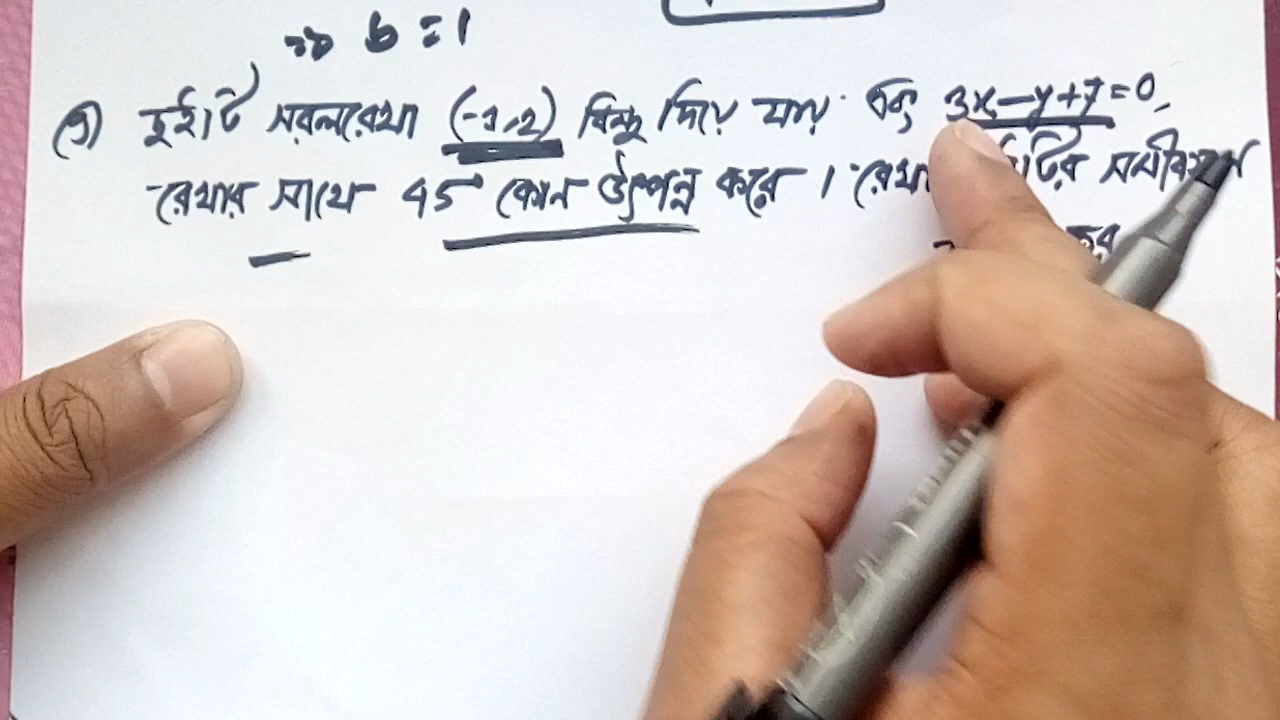 ⇒ b = 1
(৩) দুইটি সরলরেখা (-1,2) বিন্দু দিয়ে যায় এবং 3x-y+7=0,
রেখার সাথে 45° কোন উৎপন্ন করে । রেখা টির সমীকরণ